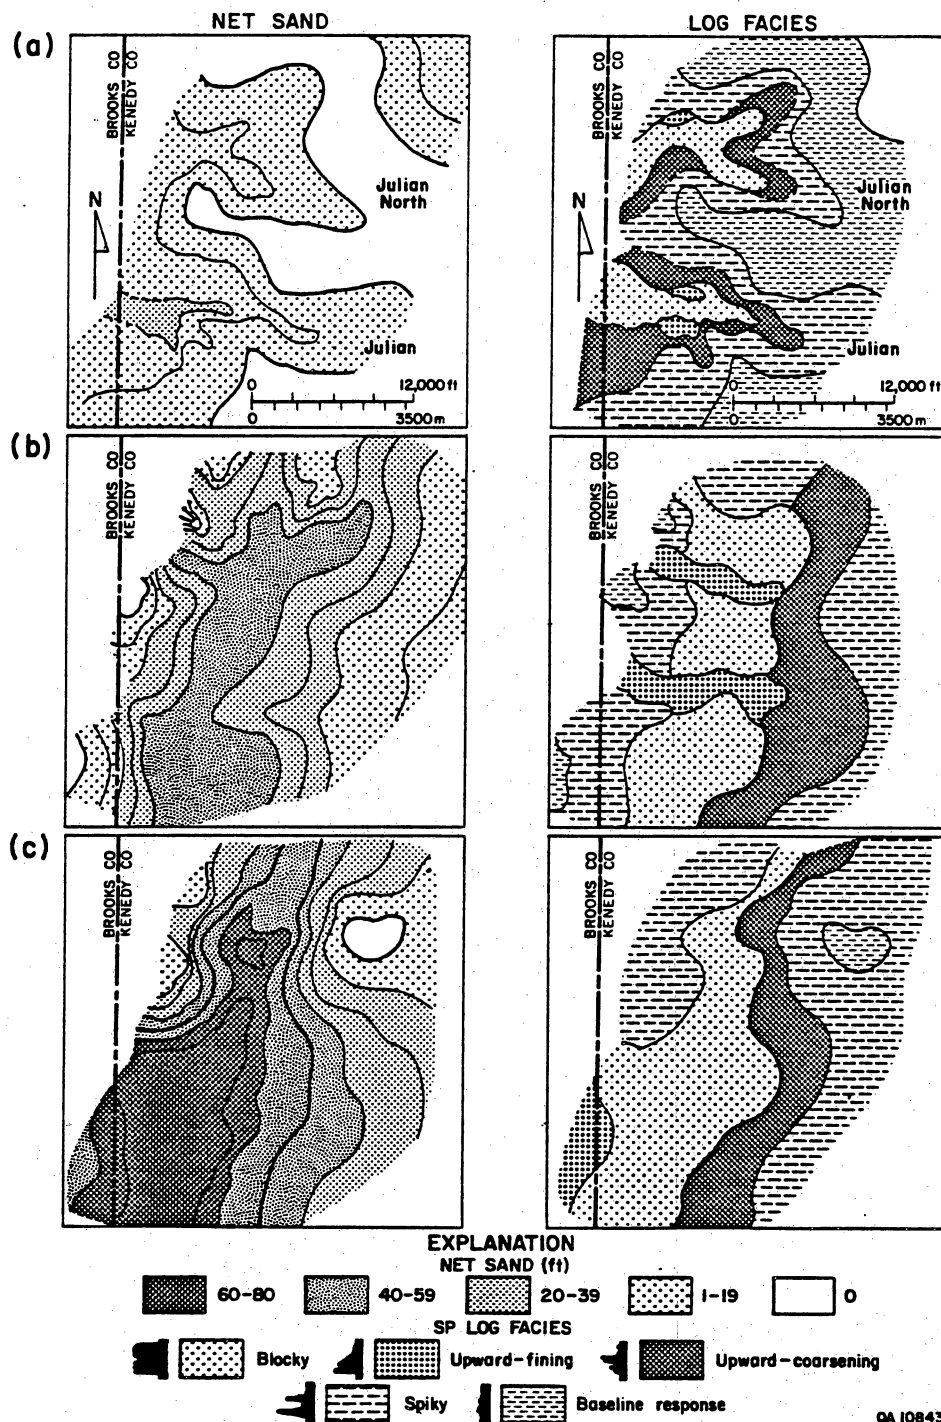 NET SAND
LOG FACIES
(a)
BROOKS CO
KENEDY CO
N
Julian
North
Julian
0
12,000 ft
0
3500 m
BROOKS CO
KENEDY CO
N
Julian
North
Julian
0
12,000 ft
0
3500 m
(b)
BROOKS CO
KENEDY CO
BROOKS CO
KENEDY CO
(c)
BROOKS CO
KENEDY CO
BROOKS CO
KENEDY CO
EXPLANATION
NET SAND (ft)
60-80
40-59
20-39
1-19
0
SP LOG FACIES
Blocky
Upward-fining
Upward-coarsening
Spiky
Baseline response
QA 10843